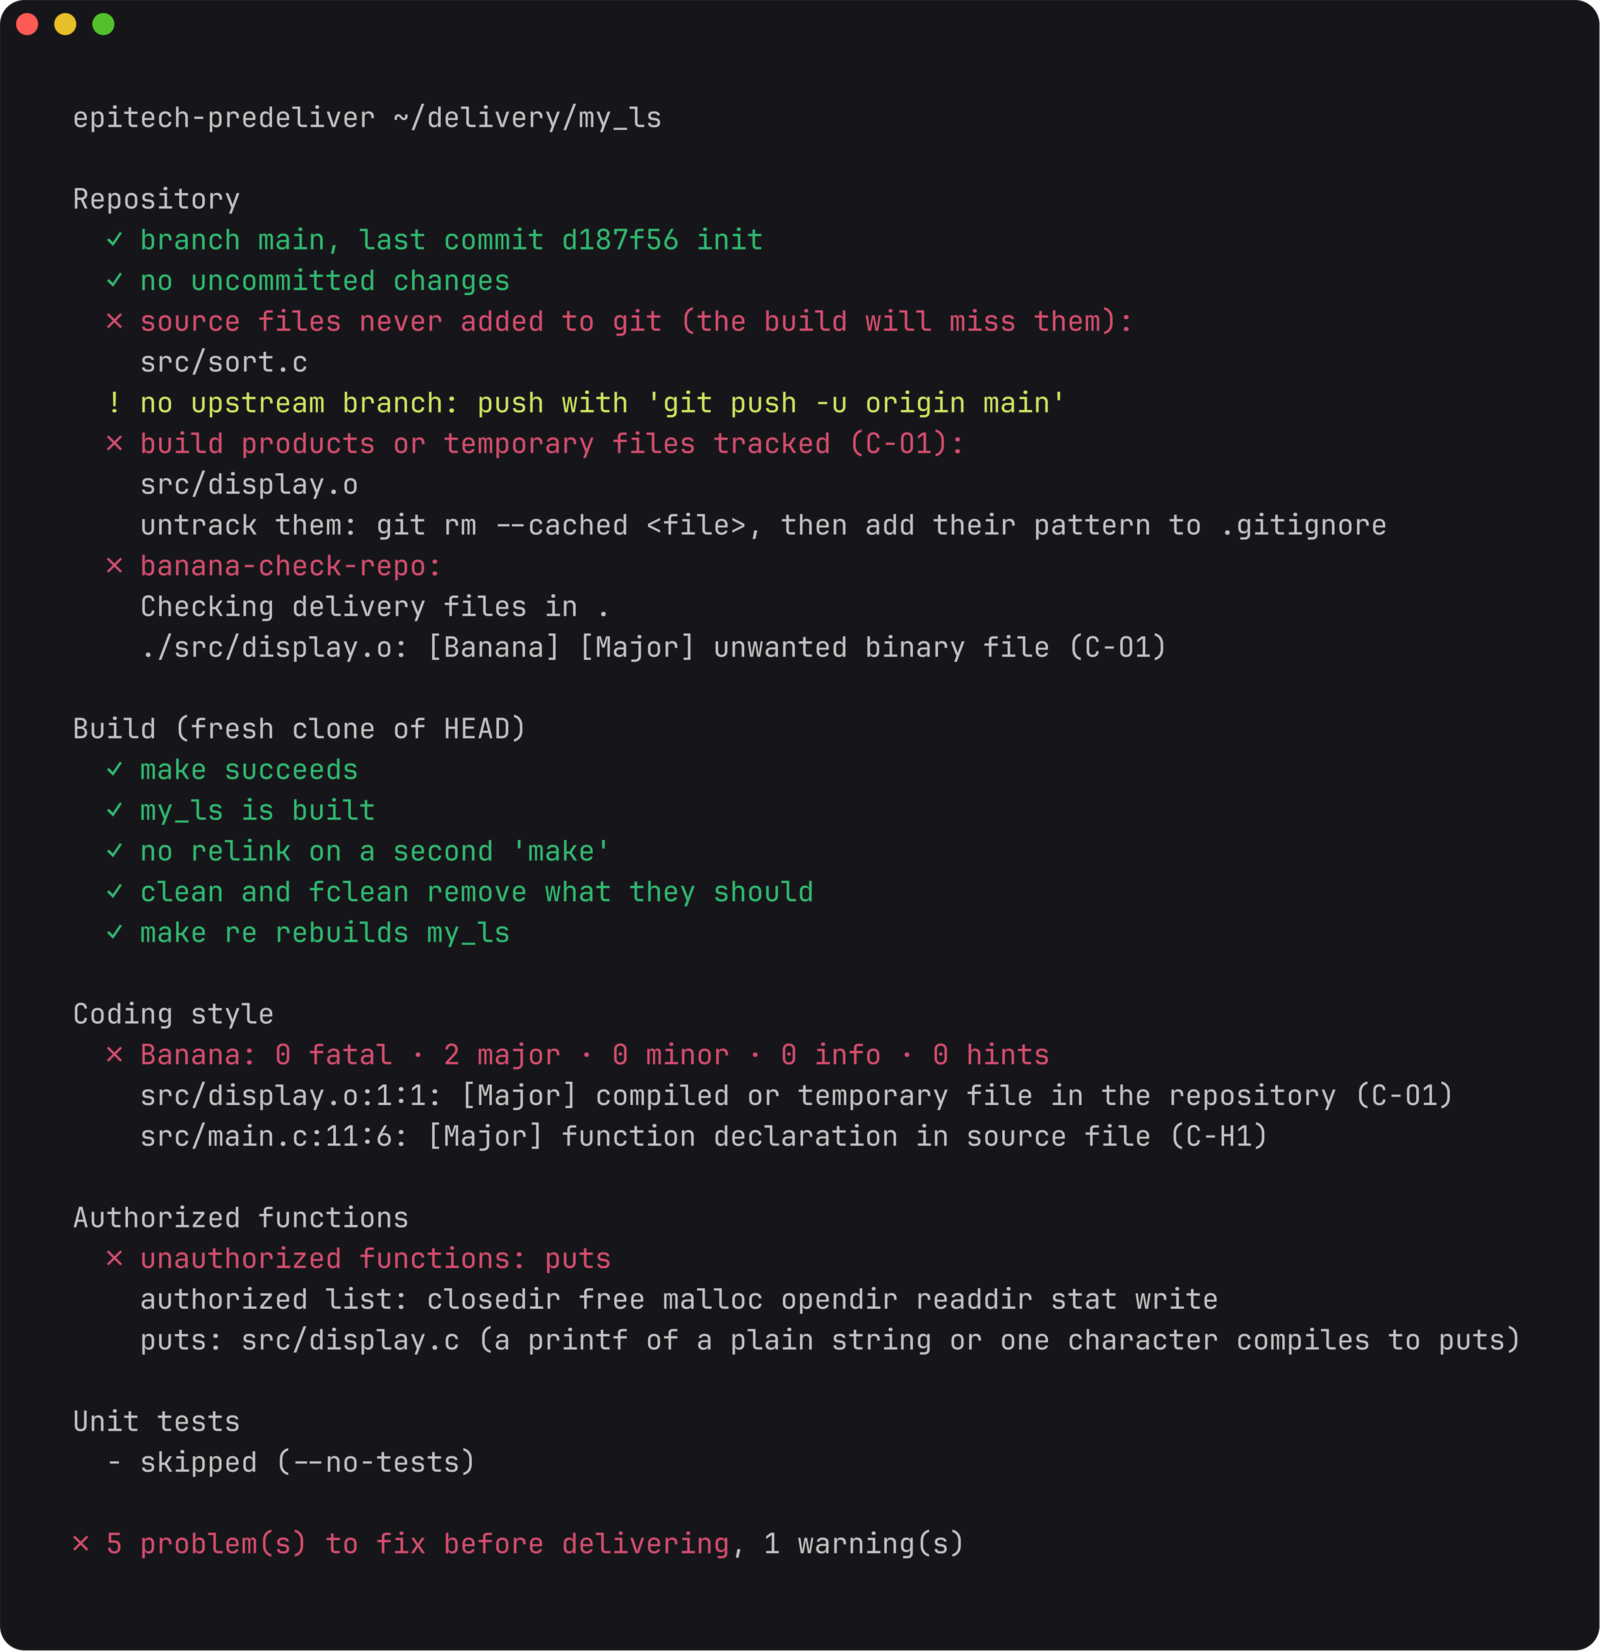 epitech-predeliver ~/delivery/my_ls
Repository
✓ branch main, last commit d187f56 init
✓ no uncommitted changes
✕ source files never added to git (the build will miss them):
src/sort.c
! no upstream branch: push with 'git push -u origin main'
✕ build products or temporary files tracked (C-O1):
src/display.o
untrack them: git rm --cached <file>, then add their pattern to .gitignore
✕ banana-check-repo:
Checking delivery files in .
./src/display.o: [Banana] [Major] unwanted binary file (C-O1)
Build (fresh clone of HEAD)
✓ make succeeds
✓ my_ls is built
✓ no relink on a second 'make'
✓ clean and fclean remove what they should
✓ make re rebuilds my_ls
Coding style
✕ Banana: 0 fatal · 2 major · 0 minor · 0 info · 0 hints
src/display.o:1:1: [Major] compiled or temporary file in the repository (C-O1)
src/main.c:11:6: [Major] function declaration in source file (C-H1)
Authorized functions
✕ unauthorized functions: puts
authorized list: closedir free malloc opendir readdir stat write
puts: src/display.c (a printf of a plain string or one character compiles to puts)
Unit tests
- skipped (--no-tests)
✕ 5 problem(s) to fix before delivering, 1 warning(s)